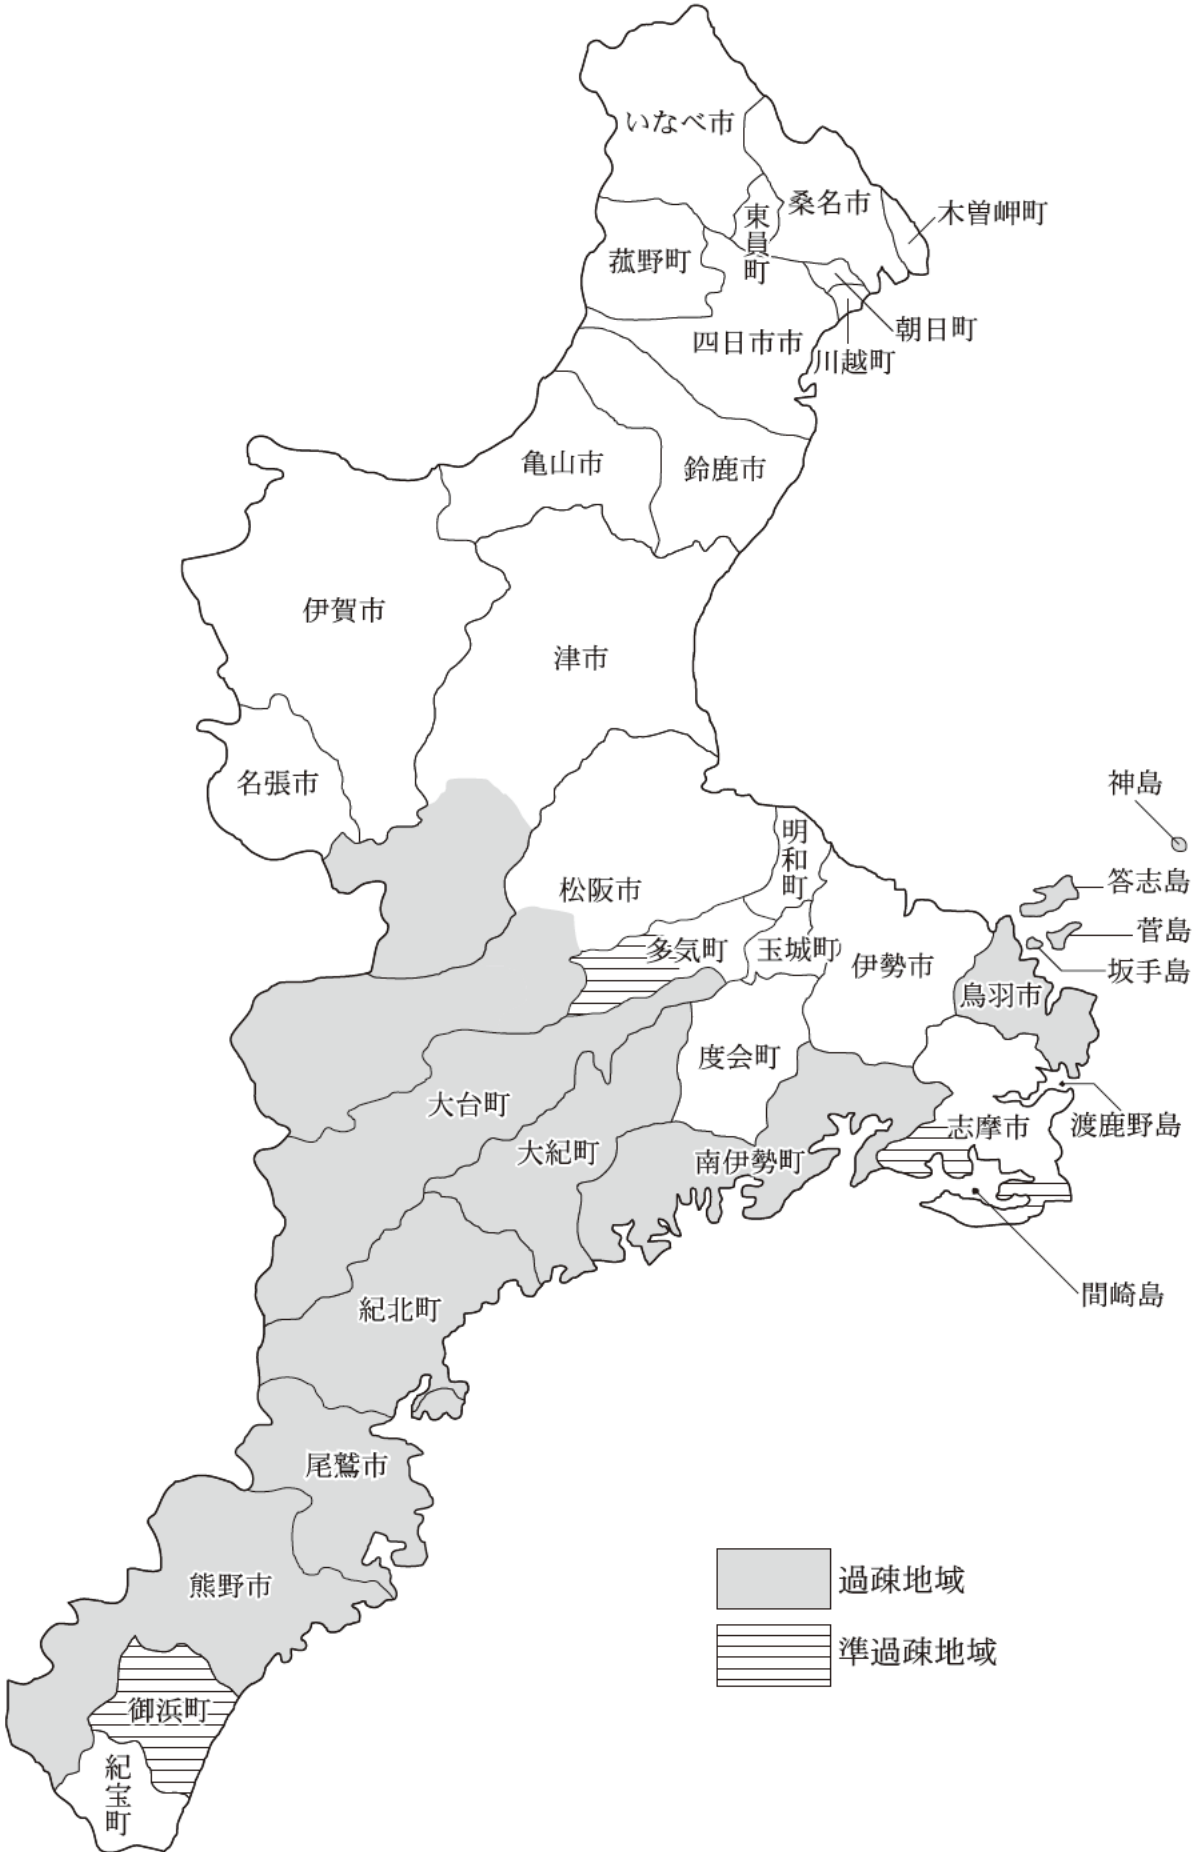 いなべ市
桑名市
木曽岬町
東員町
菰野町
朝日町
四日市市
川越町
亀山市
鈴鹿市
伊賀市
津市
名張市
神島
明和町
答志島
松阪市
菅島
多気町
玉城町
伊勢市
坂手島
鳥羽市
度会町
大台町
志摩市
渡鹿野島
大紀町
南伊勢町
間崎島
紀北町
尾鷲市
過疎地域
熊野市
準過疎地域
御浜町
紀宝町